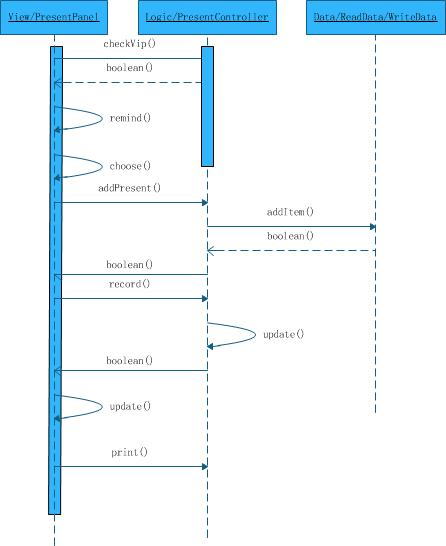 View/PresentPanel
Logic/PresentController
Data/ReadData/WriteData
checkVip()
boolean()
remind()
choose()
addPresent()
addItem()
boolean()
boolean()
record()
update()
boolean()
update()
print()